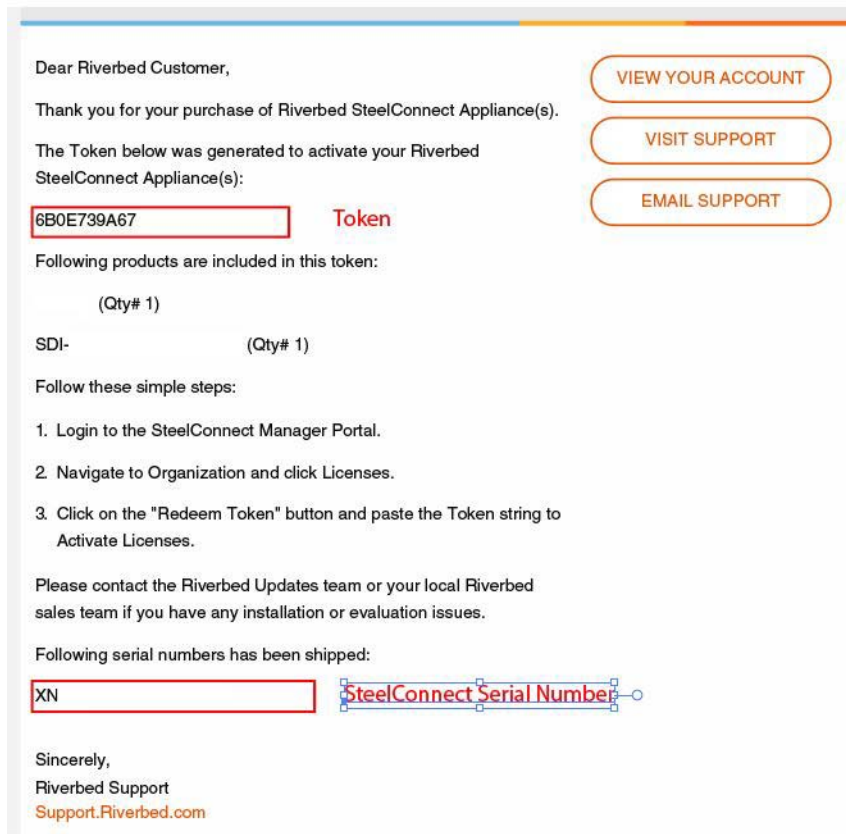 Dear Riverbed Customer,
Thank you for your purchase of Riverbed SteelConnect Appliance(s).
The Token below was generated to activate your Riverbed
SteelConnect Appliance(s):
6B0E739A67 Token
Following products are included in this token:
(Qty# 1)
SDI- (Qty# 1)
Follow these simple steps:
1. Login to the SteelConnect Manager Portal.
2. Navigate to Organization and click Licenses.
3. Click on the "Redeem Token" button and paste the Token string to
Activate Licenses.
Please contact the Riverbed Updates team or your local Riverbed
sales team if you have any installation or evaluation issues.
Following serial numbers has been shipped:
XN SteelConnect Serial Number
Sincerely,
Riverbed Support
Support.Riverbed.com
VIEW YOUR ACCOUNT
VISIT SUPPORT
EMAIL SUPPORT